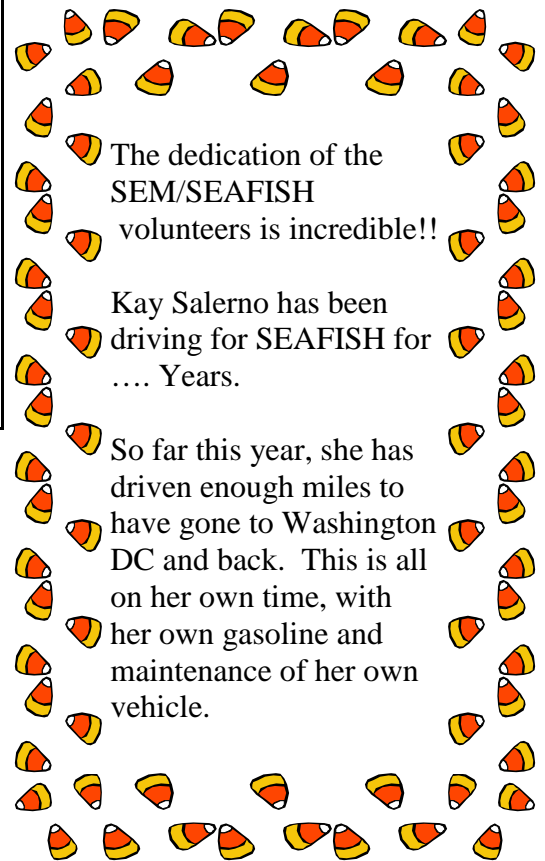 The dedication of the
SEM/SEAFISH
volunteers is incredible!!
Kay Salerno has been
driving for SEAFISH for
…. Years.
So far this year, she has
driven enough miles to
have gone to Washington
DC and back.  This is all
on her own time, with
her own gasoline and
maintenance of her own
vehicle.